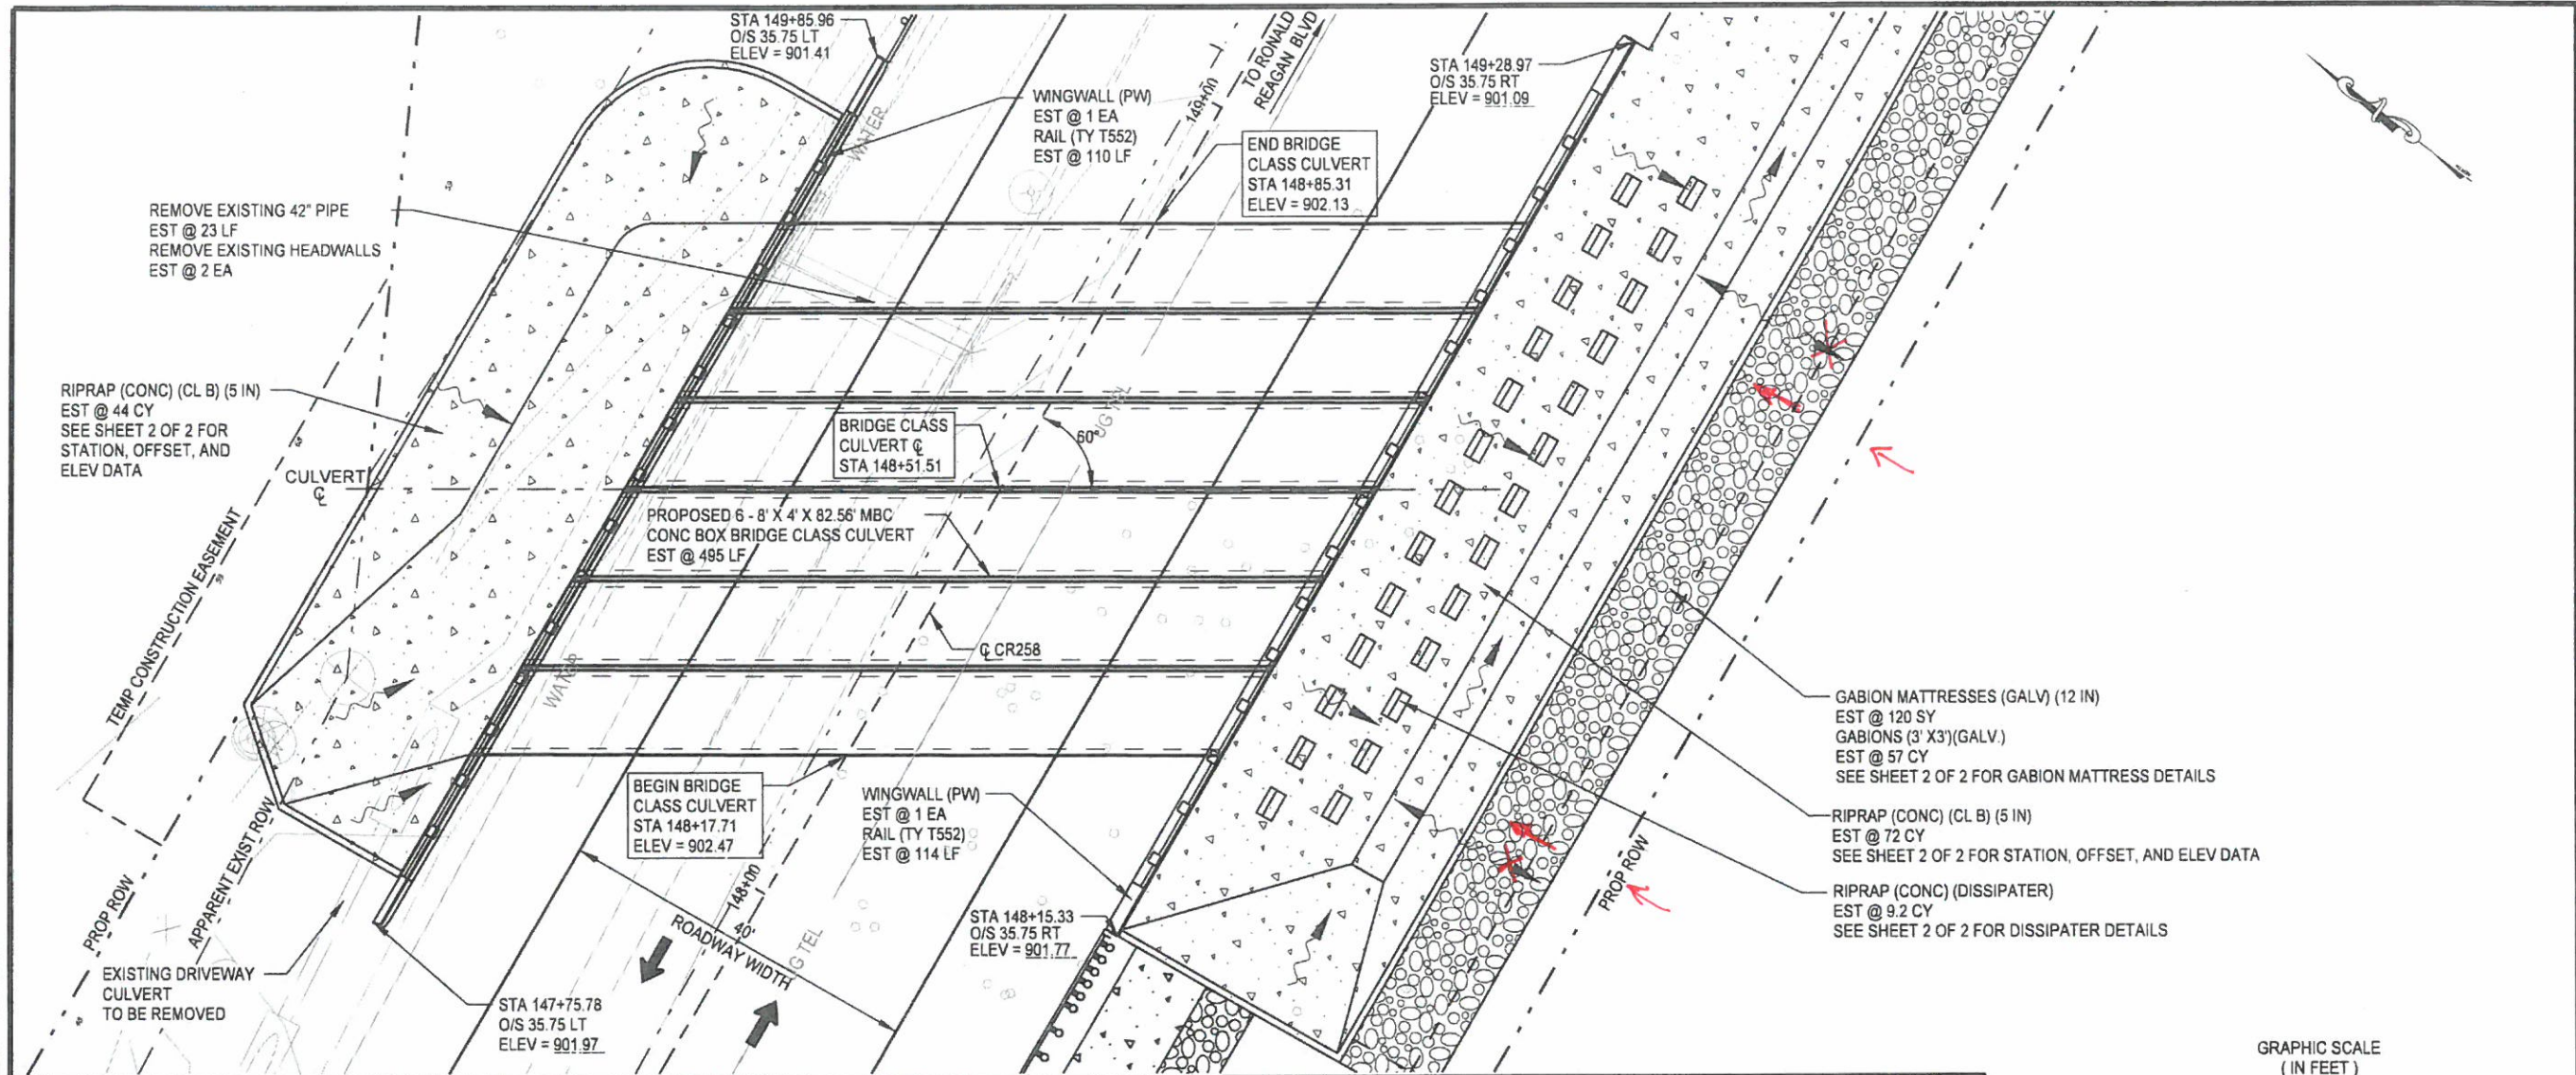 STA 149+85.96
O/S 35.75 LT
ELEV = 901.41
WINGWALL (PW)
EST @ 1 EA
RAIL (TY T552)
EST @ 110 LF
149+00
TO RONALD
REAGAN BLVD
STA 149+28.97
O/S 35.75 RT
ELEV = 901.09
END BRIDGE
CLASS CULVERT
STA 148+85.31
ELEV = 902.13
WATER
REMOVE EXISTING 42" PIPE
EST @ 23 LF
REMOVE EXISTING HEADWALLS
EST @ 2 EA
RIPRAP (CONC) (CL B) (5 IN)
EST @ 44 CY
SEE SHEET 2 OF 2 FOR
STATION, OFFSET, AND
ELEV DATA
CULVERT
℄
BRIDGE CLASS
CULVERT ℄
STA 148+51.51
60°
UG TEL
PROPOSED 6 - 8' X 4' X 82.56' MBC
CONC BOX BRIDGE CLASS CULVERT
EST @ 495 LF
TEMP CONSTRUCTION EASEMENT
℄ CR258
WATER
GABION MATTRESSES (GALV) (12 IN)
EST @ 120 SY
GABIONS (3' X3')(GALV.)
EST @ 57 CY
SEE SHEET 2 OF 2 FOR GABION MATTRESS DETAILS
BEGIN BRIDGE
CLASS CULVERT
STA 148+17.71
ELEV = 902.47
WINGWALL (PW)
EST @ 1 EA
RAIL (TY T552)
EST @ 114 LF
RIPRAP (CONC) (CL B) (5 IN)
EST @ 72 CY
SEE SHEET 2 OF 2 FOR STATION, OFFSET, AND ELEV DATA
RIPRAP (CONC) (DISSIPATER)
EST @ 9.2 CY
SEE SHEET 2 OF 2 FOR DISSIPATER DETAILS
PROP ROW
PROP ROW
APPARENT EXIST ROW
148+00
40'
ROADWAY WIDTH
UG TEL
STA 148+15.33
O/S 35.75 RT
ELEV = 901.77
EXISTING DRIVEWAY
CULVERT
TO BE REMOVED
STA 147+75.78
O/S 35.75 LT
ELEV = 901.97
GRAPHIC SCALE
( IN FEET )